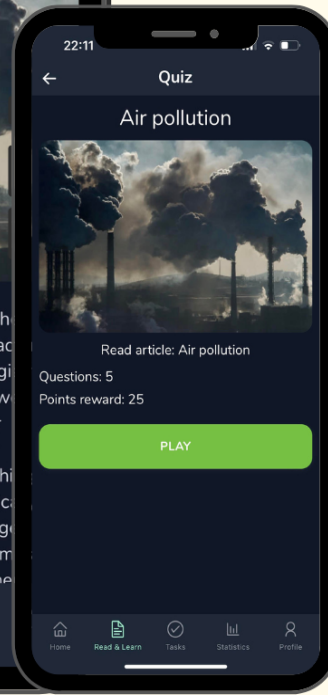 22:11
Quiz
Air pollution
Read article: Air pollution
Questions: 5
Points reward: 25
PLAY
Home
Read & Learn
Tasks
Statistics
Profile